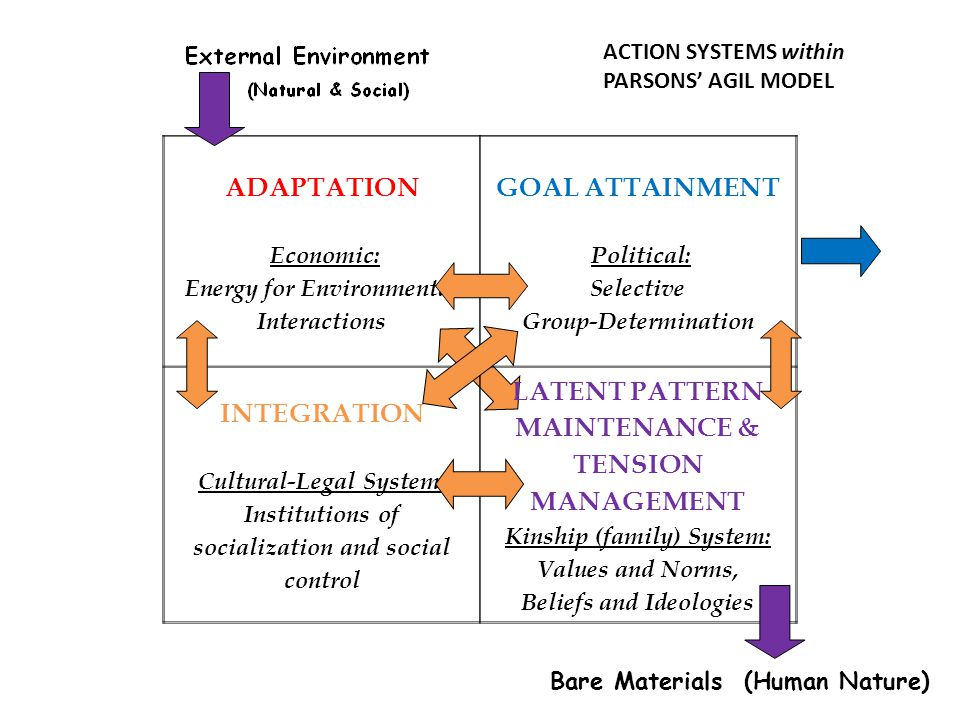 External Environment
(Natural & Social)
ACTION SYSTEMS within
PARSONS’ AGIL MODEL
ADAPTATION
Economic:
Energy for Environment
Interactions
GOAL ATTAINMENT
Political:
Selective
Group-Determination
INTEGRATION
Cultural-Legal System
Institutions of
socialization and social
control
LATENT PATTERN
MAINTENANCE &
TENSION
MANAGEMENT
Kinship (family) System:
Values and Norms,
Beliefs and Ideologies
Bare Materials (Human Nature)